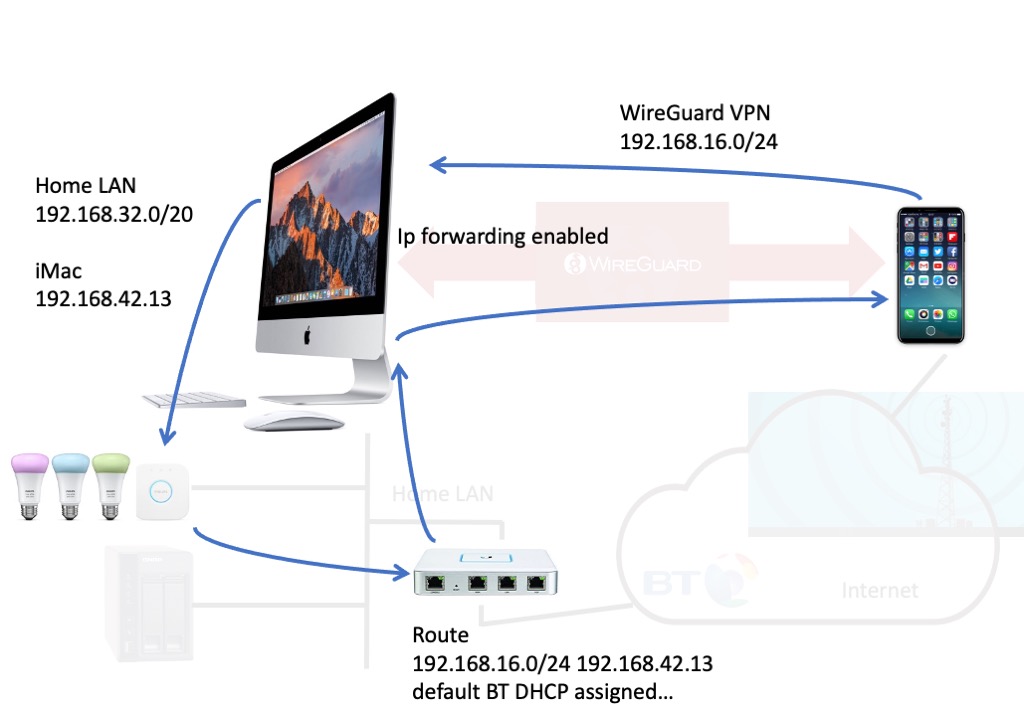 WireGuard VPN
192.168.16.0/24
Home LAN
192.168.32.0/20
iMac
192.168.42.13
Ip forwarding enabled
WIREGUARD
Home LAN
BT
Internet
Route
192.168.16.0/24 192.168.42.13
default BT DHCP assigned…